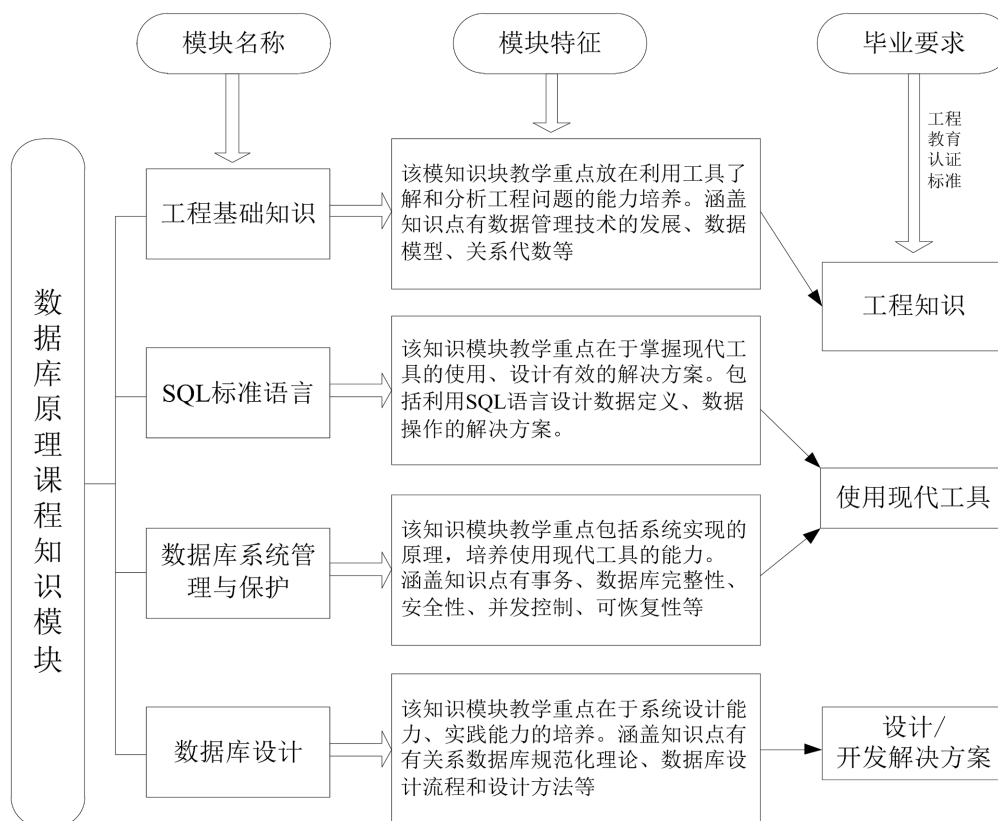 模块名称
模块特征
毕业要求
工程
教育
认证
标准
数据库原理课程知识模块
工程基础知识
该模知识块教学重点放在利用工具了
解和分析工程问题的能力培养。涵盖
知识点有数据管理技术的发展、数据
模型、关系代数等
工程知识
SQL标准语言
该知识模块教学重点在于掌握现代工
具的使用、设计有效的解决方案。包
括利用SQL语言设计数据定义、数据
操作的解决方案。
使用现代工具
数据库系统管
理与保护
该知识模块教学重点包括系统实现的
原理，培养使用现代工具的能力。
涵盖知识点有事务、数据库完整性、
安全性、并发控制、可恢复性等
数据库设计
该知识模块教学重点在于系统设计能
力、实践能力的培养。涵盖知识点有
有关系数据库规范化理论、数据库设
计流程和设计方法等
设计/
开发解决方案